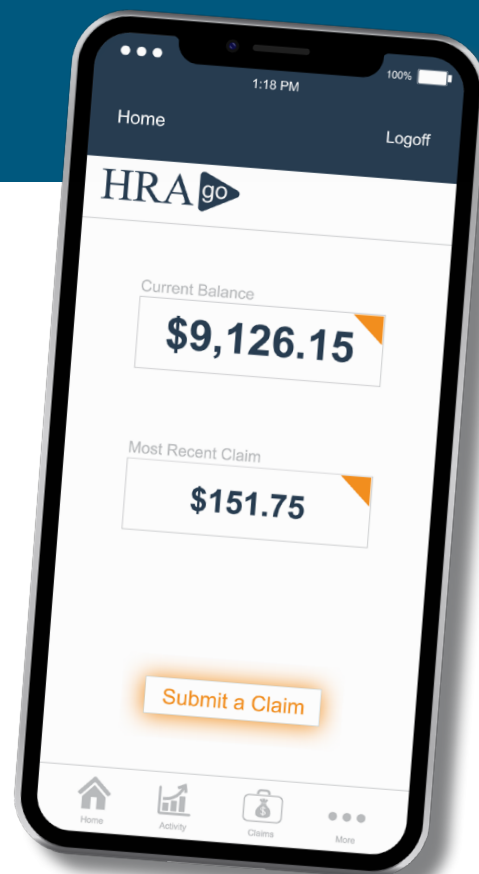 1:18 PM
100%
Home
Logoff
HRA go
Current Balance
$9,126.15
Most Recent Claim
$151.75
Submit a Claim
Home
Activity
Claims
More